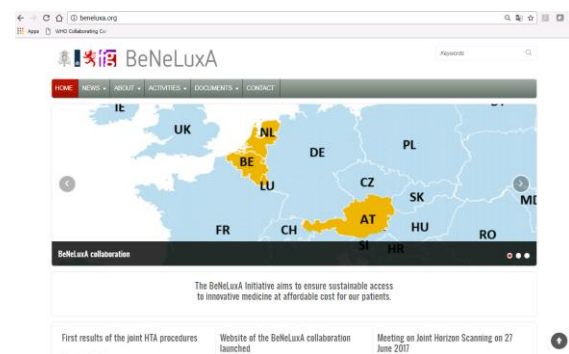 beneluxa.org
Apps WHO Collaborating Ce
BeNeLuxA
Keywords
HOME NEWS ABOUT ACTIVITIES DOCUMENTS CONTACT
IE
UK
NL
BE
DE
PL
LU
CZ
SK
MD
FR
CH
AT
HU
SI
HR
RO
BeNeLuxA collaboration
The BeNeLuxA Initiative aims to ensure sustainable access
to innovative medicine at affordable cost for our patients.
First results of the joint HTA procedures
Website of the BeNeLuxA collaboration
launched
Meeting on Joint Horizon Scanning on 27
June 2017